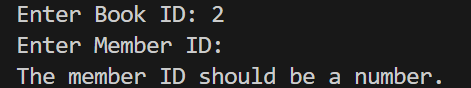 Enter Book ID: 2
Enter Member ID:
The member ID should be a number.